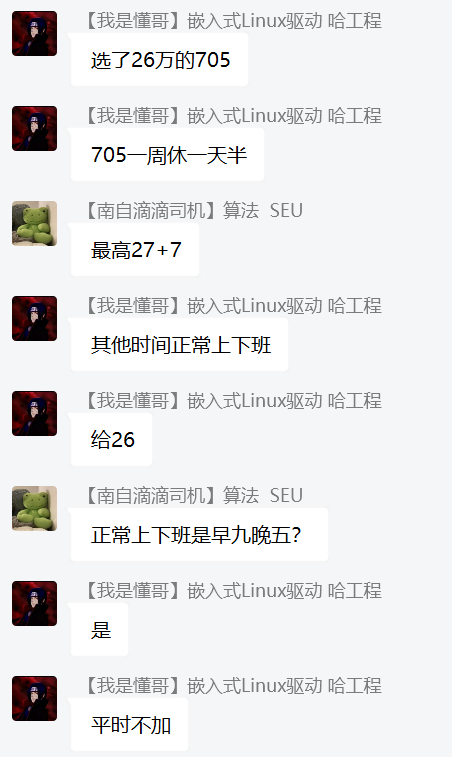 【我是懂哥】嵌入式Linux驱动 哈工程
选了26万的705
【我是懂哥】嵌入式Linux驱动 哈工程
705一周休一天半
【南自滴滴司机】算法 SEU
最高27+7
【我是懂哥】嵌入式Linux驱动 哈工程
其他时间正常上下班
【我是懂哥】嵌入式Linux驱动 哈工程
给26
【南自滴滴司机】算法 SEU
正常上下班是早九晚五？
【我是懂哥】嵌入式Linux驱动 哈工程
是
【我是懂哥】嵌入式Linux驱动 哈工程
平时不加